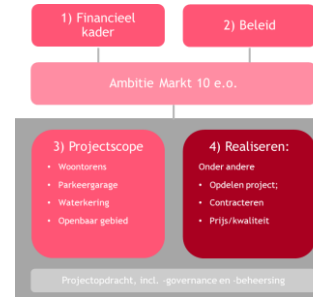 1) Financieel
kader
2) Beleid
Ambitie Markt 10 e.o.
3) Projectscope
• Woontorens
• Parkeergarage
• Waterkering
• Openbaar gebied
4) Realiseren:
Onder andere
• Opdelen project;
• Contracteren
• Prijs/kwaliteit
Projectopdracht, incl. -governance en -beheersing